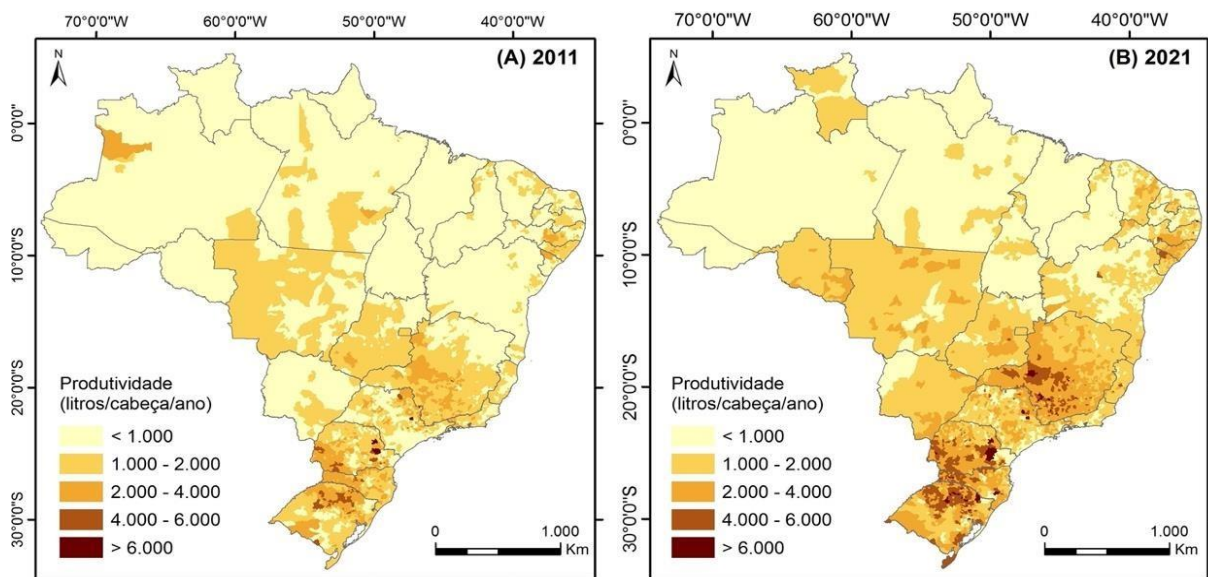 70°0'0"W 60°0'0"W 50°0'0"W 40°0'0"W
N
(A) 2011
0°0'0"
10°0'0"S
20°0'0"S
30°0'0"S
Produtividade
(litros/cabeça/ano)
< 1.000
1.000 - 2.000
2.000 - 4.000
4.000 - 6.000
> 6.000
0 1.000
Km
70°0'0"W 60°0'0"W 50°0'0"W 40°0'0"W
N
(B) 2021
0°0'0"
10°0'0"S
20°0'0"S
30°0'0"S
Produtividade
(litros/cabeça/ano)
< 1.000
1.000 - 2.000
2.000 - 4.000
4.000 - 6.000
> 6.000
0 1.000
Km